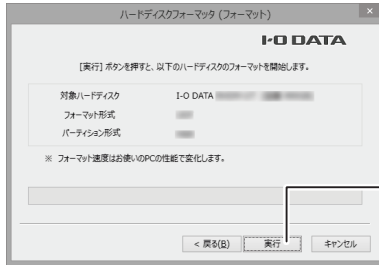 ハードディスクフォーマッタ (フォーマット)
×
I-O DATA
[実行] ボタンを押すと、以下のハードディスクのフォーマットを開始します。
対象ハードディスク I-O DATA
フォーマット形式
パーティション形式
※ フォーマット速度はお使いのPCの性能で変化します。
< 戻る(B) 実行 キャンセル